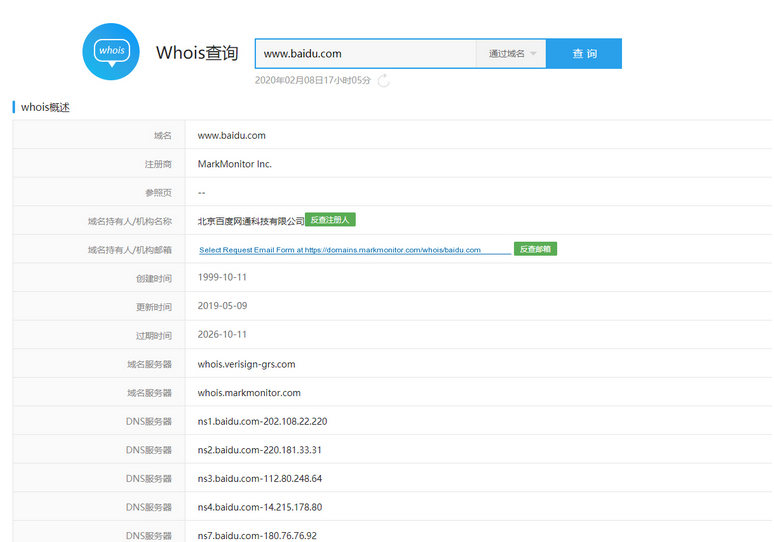 whois
Whois查询
www.baidu.com 通过域名 查 询
2020年02月08日17小时05分
whois概述
域名 www.baidu.com
注册商 MarkMonitor Inc.
参照页 --
域名持有人/机构名称 北京百度网通科技有限公司 反查注册人
域名持有人/机构邮箱 Select Request Email Form at https://domains.markmonitor.com/whois/baidu.com 反查邮箱
创建时间 1999-10-11
更新时间 2019-05-09
过期时间 2026-10-11
域名服务器 whois.verisign-grs.com
域名服务器 whois.markmonitor.com
DNS服务器 ns1.baidu.com-202.108.22.220
DNS服务器 ns2.baidu.com-220.181.33.31
DNS服务器 ns3.baidu.com-112.80.248.64
DNS服务器 ns4.baidu.com-14.215.178.80
DNS服务器 ns7.baidu.com-180.76.76.92